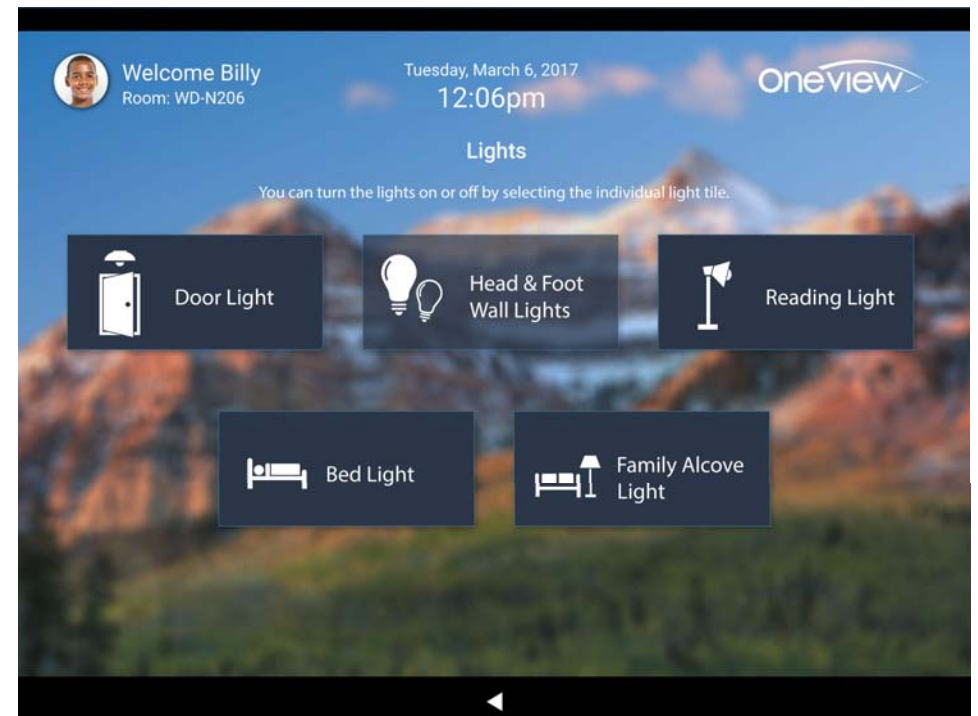 Welcome Billy
Room: WD-N206
Tuesday, March 6, 2017
12:06pm
Oneview
Lights
You can turn the lights on or off by selecting the individual light tile.
Door Light
Head & Foot
Wall Lights
Reading Light
Bed Light
Family Alcove
Light